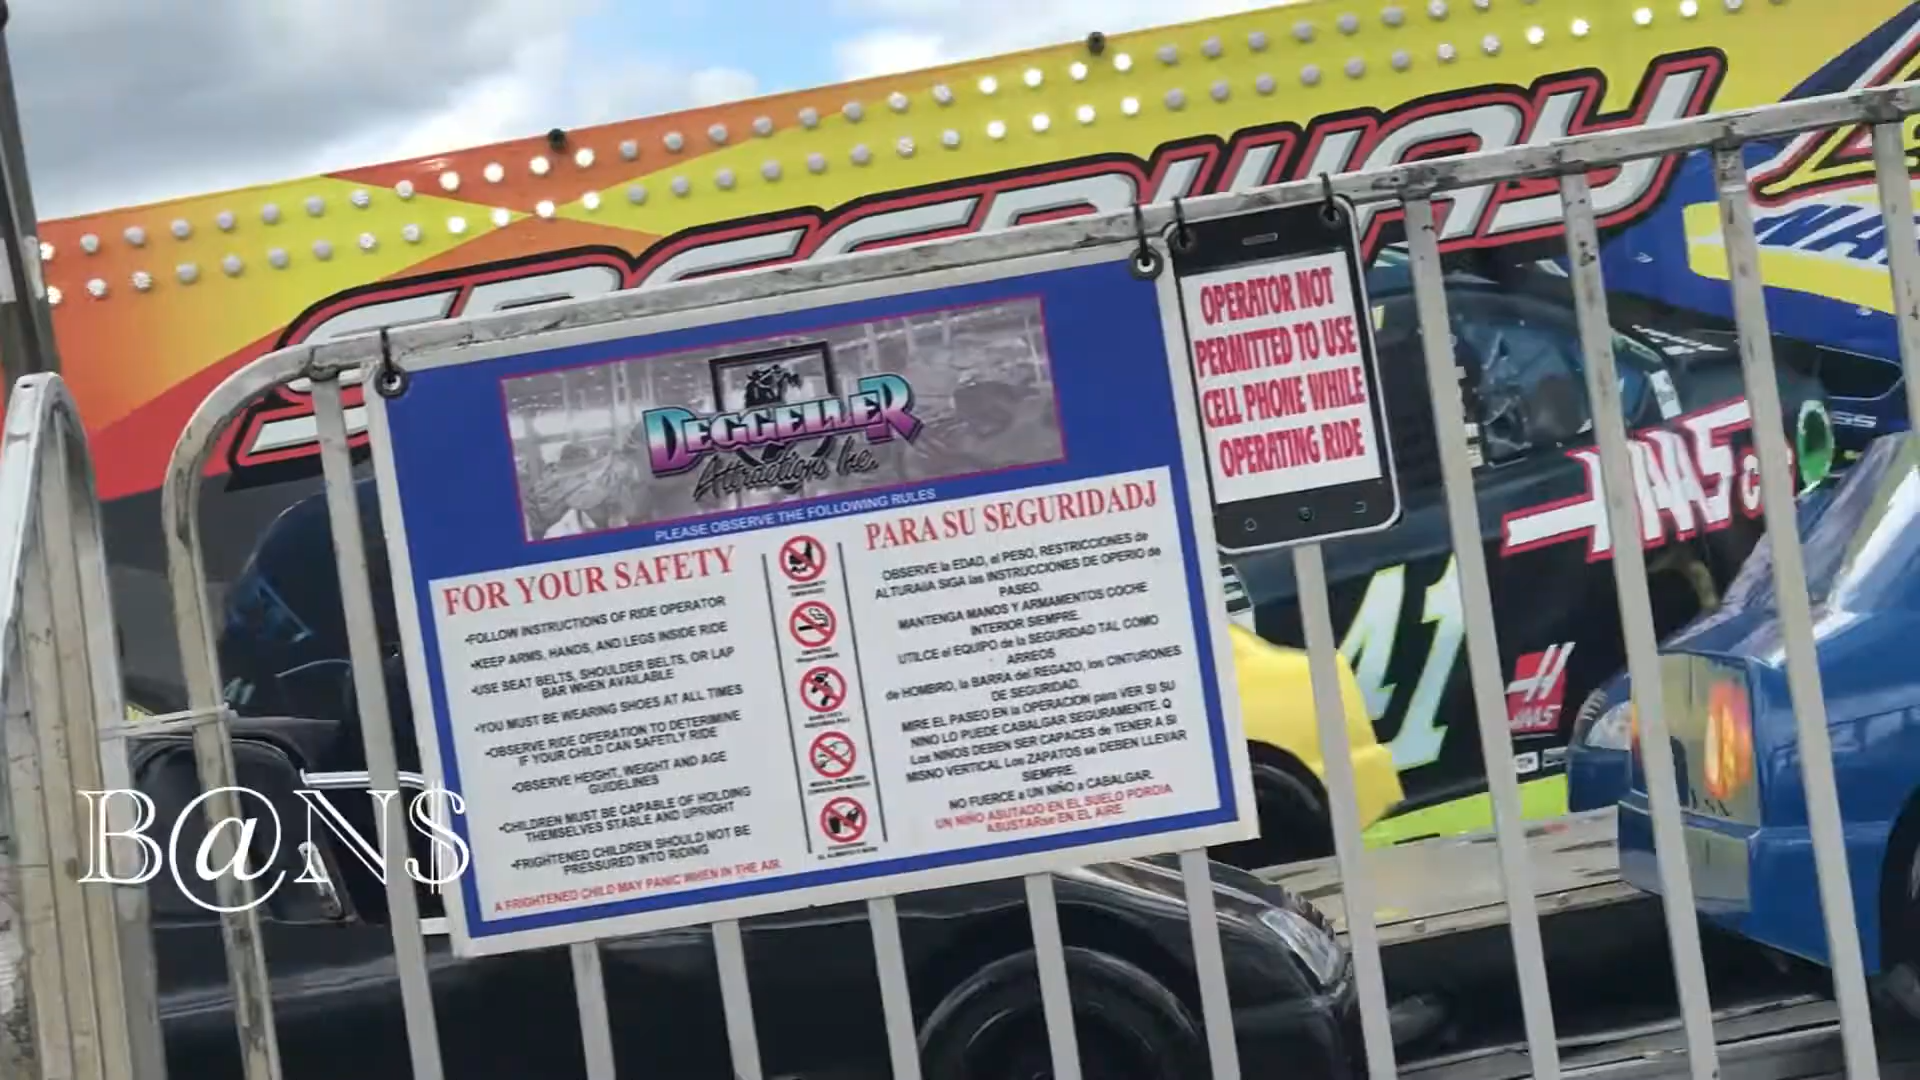 SPEEDWAY
OPERATOR NOT
PERMITTED TO USE
CELL PHONE WHILE
OPERATING RIDE
DEGGELLER
Attractions Inc.
PLEASE OBSERVE THE FOLLOWING RULES
FOR YOUR SAFETY
•FOLLOW INSTRUCTIONS OF RIDE OPERATOR
•KEEP ARMS, HANDS, AND LEGS INSIDE RIDE
•USE SEAT BELTS, SHOULDER BELTS, OR LAP
BAR WHEN AVAILABLE
•YOU MUST BE WEARING SHOES AT ALL TIMES
•OBSERVE RIDE OPERATION TO DETERIMINE
IF YOUR CHILD CAN SAFETLY RIDE
•OBSERVE HEIGHT, WEIGHT AND AGE
GUIDELINES
•CHILDREN MUST BE CAPABLE OF HOLDING
THEMSELVES STABLE AND UPRIGHT
•FRIGHTENED CHILDREN SHOULD NOT BE
PRESSURED INTO RIDING
A FRIGHTENED CHILD MAY PANIC WHEN IN THE AIR.
PARA SU SEGURIDADJ
OBSERVE la EDAD, el PESO, RESTRICCIONES de
ALTURAíIA SIGA las INSTRUCCIONES DE OPERIO de
PASEO.
MANTENGA MANOS Y ARMAMENTOS COCHE
INTERIOR SIEMPRE.
UTILCE el EQUIPO de la SEGURIDAD TAL COMO
ARREOS
de HOMBRO, la BARRA del REGAZO, los CINTURONES
DE SEGURIDAD.
MIRE EL PASEO EN la OPERACION para VER SI SU
NINO LO PUEDE CABALGAR SEGURAMENTE. Q
Los NINOS DEBEN SER CAPACES de TENER A SI
MISNO VERTICAL Los ZAPATOS se DEBEN LLEVAR
SIEMPRE.
NO FUERCE a UN NIÑO a CABALGAR.
UN NIÑO ASUTADO EN EL SUELO PORDIA
ASUSTARse EN EL AIRE.
HAAS
41
HAAS
41
B@N$